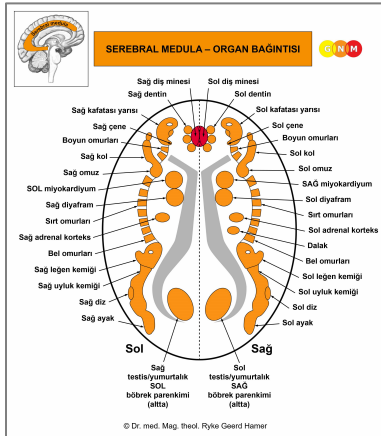 Cerebral medulla
SEREBRAL MEDULA – ORGAN BAĞINTISI
G N M
Sağ diş minesi
Sol diş minesi
Sağ dentin
Sol dentin
Sağ kafatası yarısı
Sol kafatası yarısı
Sağ çene
Sol çene
Boyun omurları
Boyun omurları
Sağ kol
Sol kol
Sağ omuz
Sol omuz
SOL miyokardiyum
SAĞ miyokardiyum
Sağ diyafram
Sol diyafram
Sırt omurları
Sırt omurları
Sağ adrenal korteks
Sol adrenal korteks
Dalak
Bel omurları
Bel omurları
Sağ leğen kemiği
Sol leğen kemiği
Sağ uyluk kemiği
Sol uyluk kemiği
Sağ diz
Sol diz
Sağ ayak
Sol ayak
Sol
Sağ
Sağ
testis/yumurtalık
SOL
böbrek parenkimi
(altta)
Sol
testis/yumurtalık
SAĞ
böbrek parenkimi
(altta)
© Dr. med. Mag. theol. Ryke Geerd Hamer